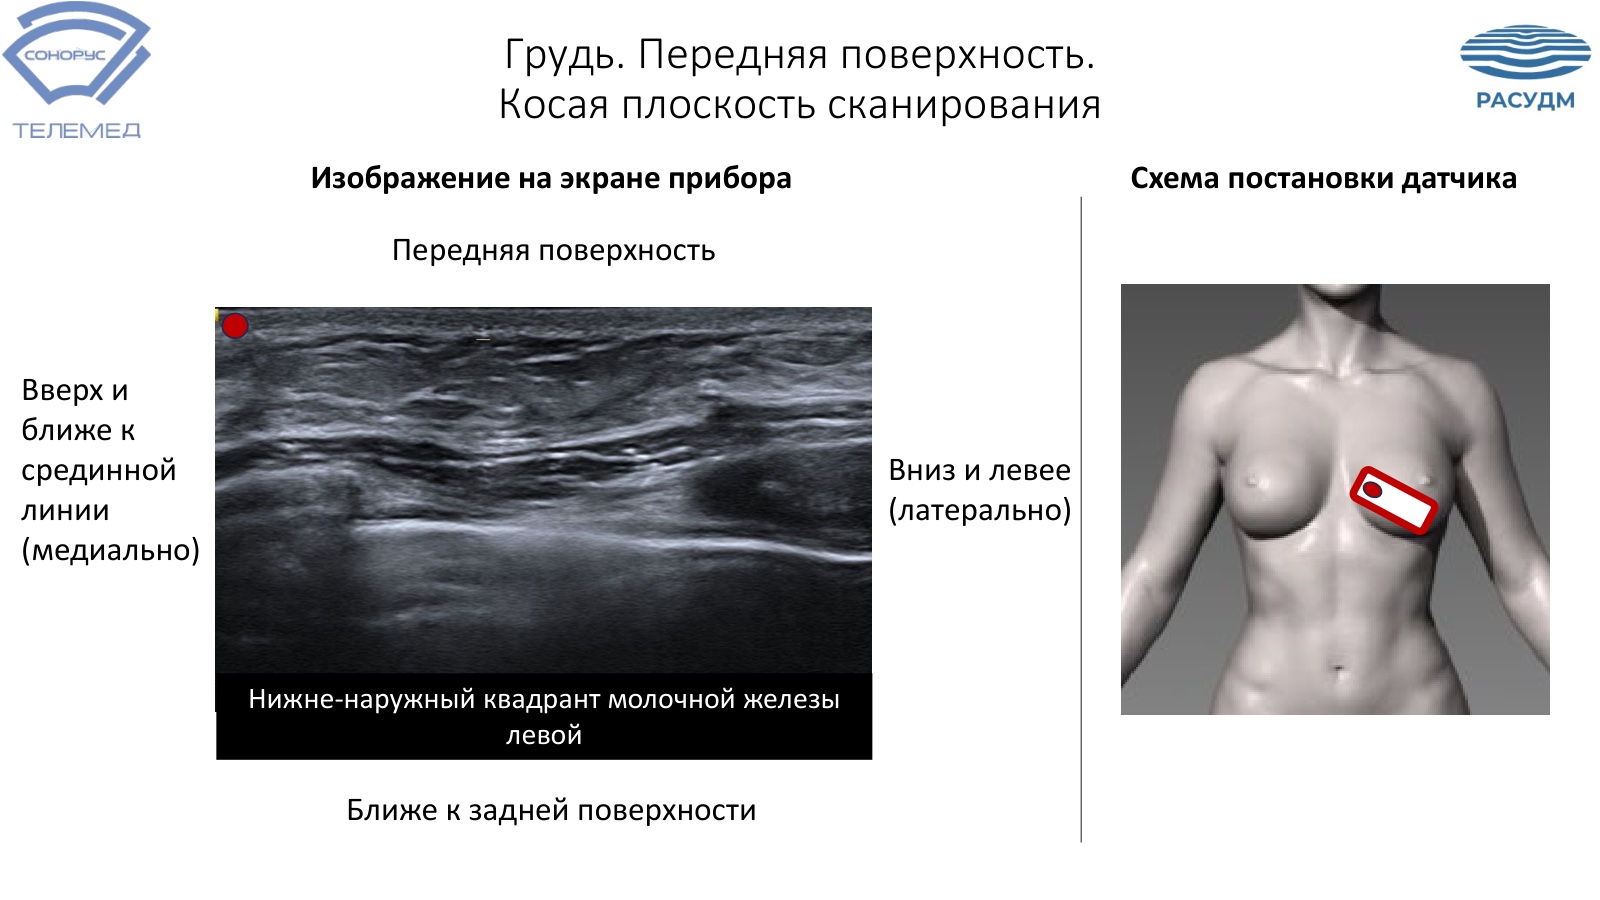 СОНОРУС
ТЕЛЕМЕД
Грудь. Передняя поверхность.
Косая плоскость сканирования
РАСУДМ
Изображение на экране прибора
Схема постановки датчика
Передняя поверхность
Вверх и
ближе к
срединной
линии
(медиально)
Вниз и левее
(латерально)
Нижне-наружный квадрант молочной железы
левой
Ближе к задней поверхности